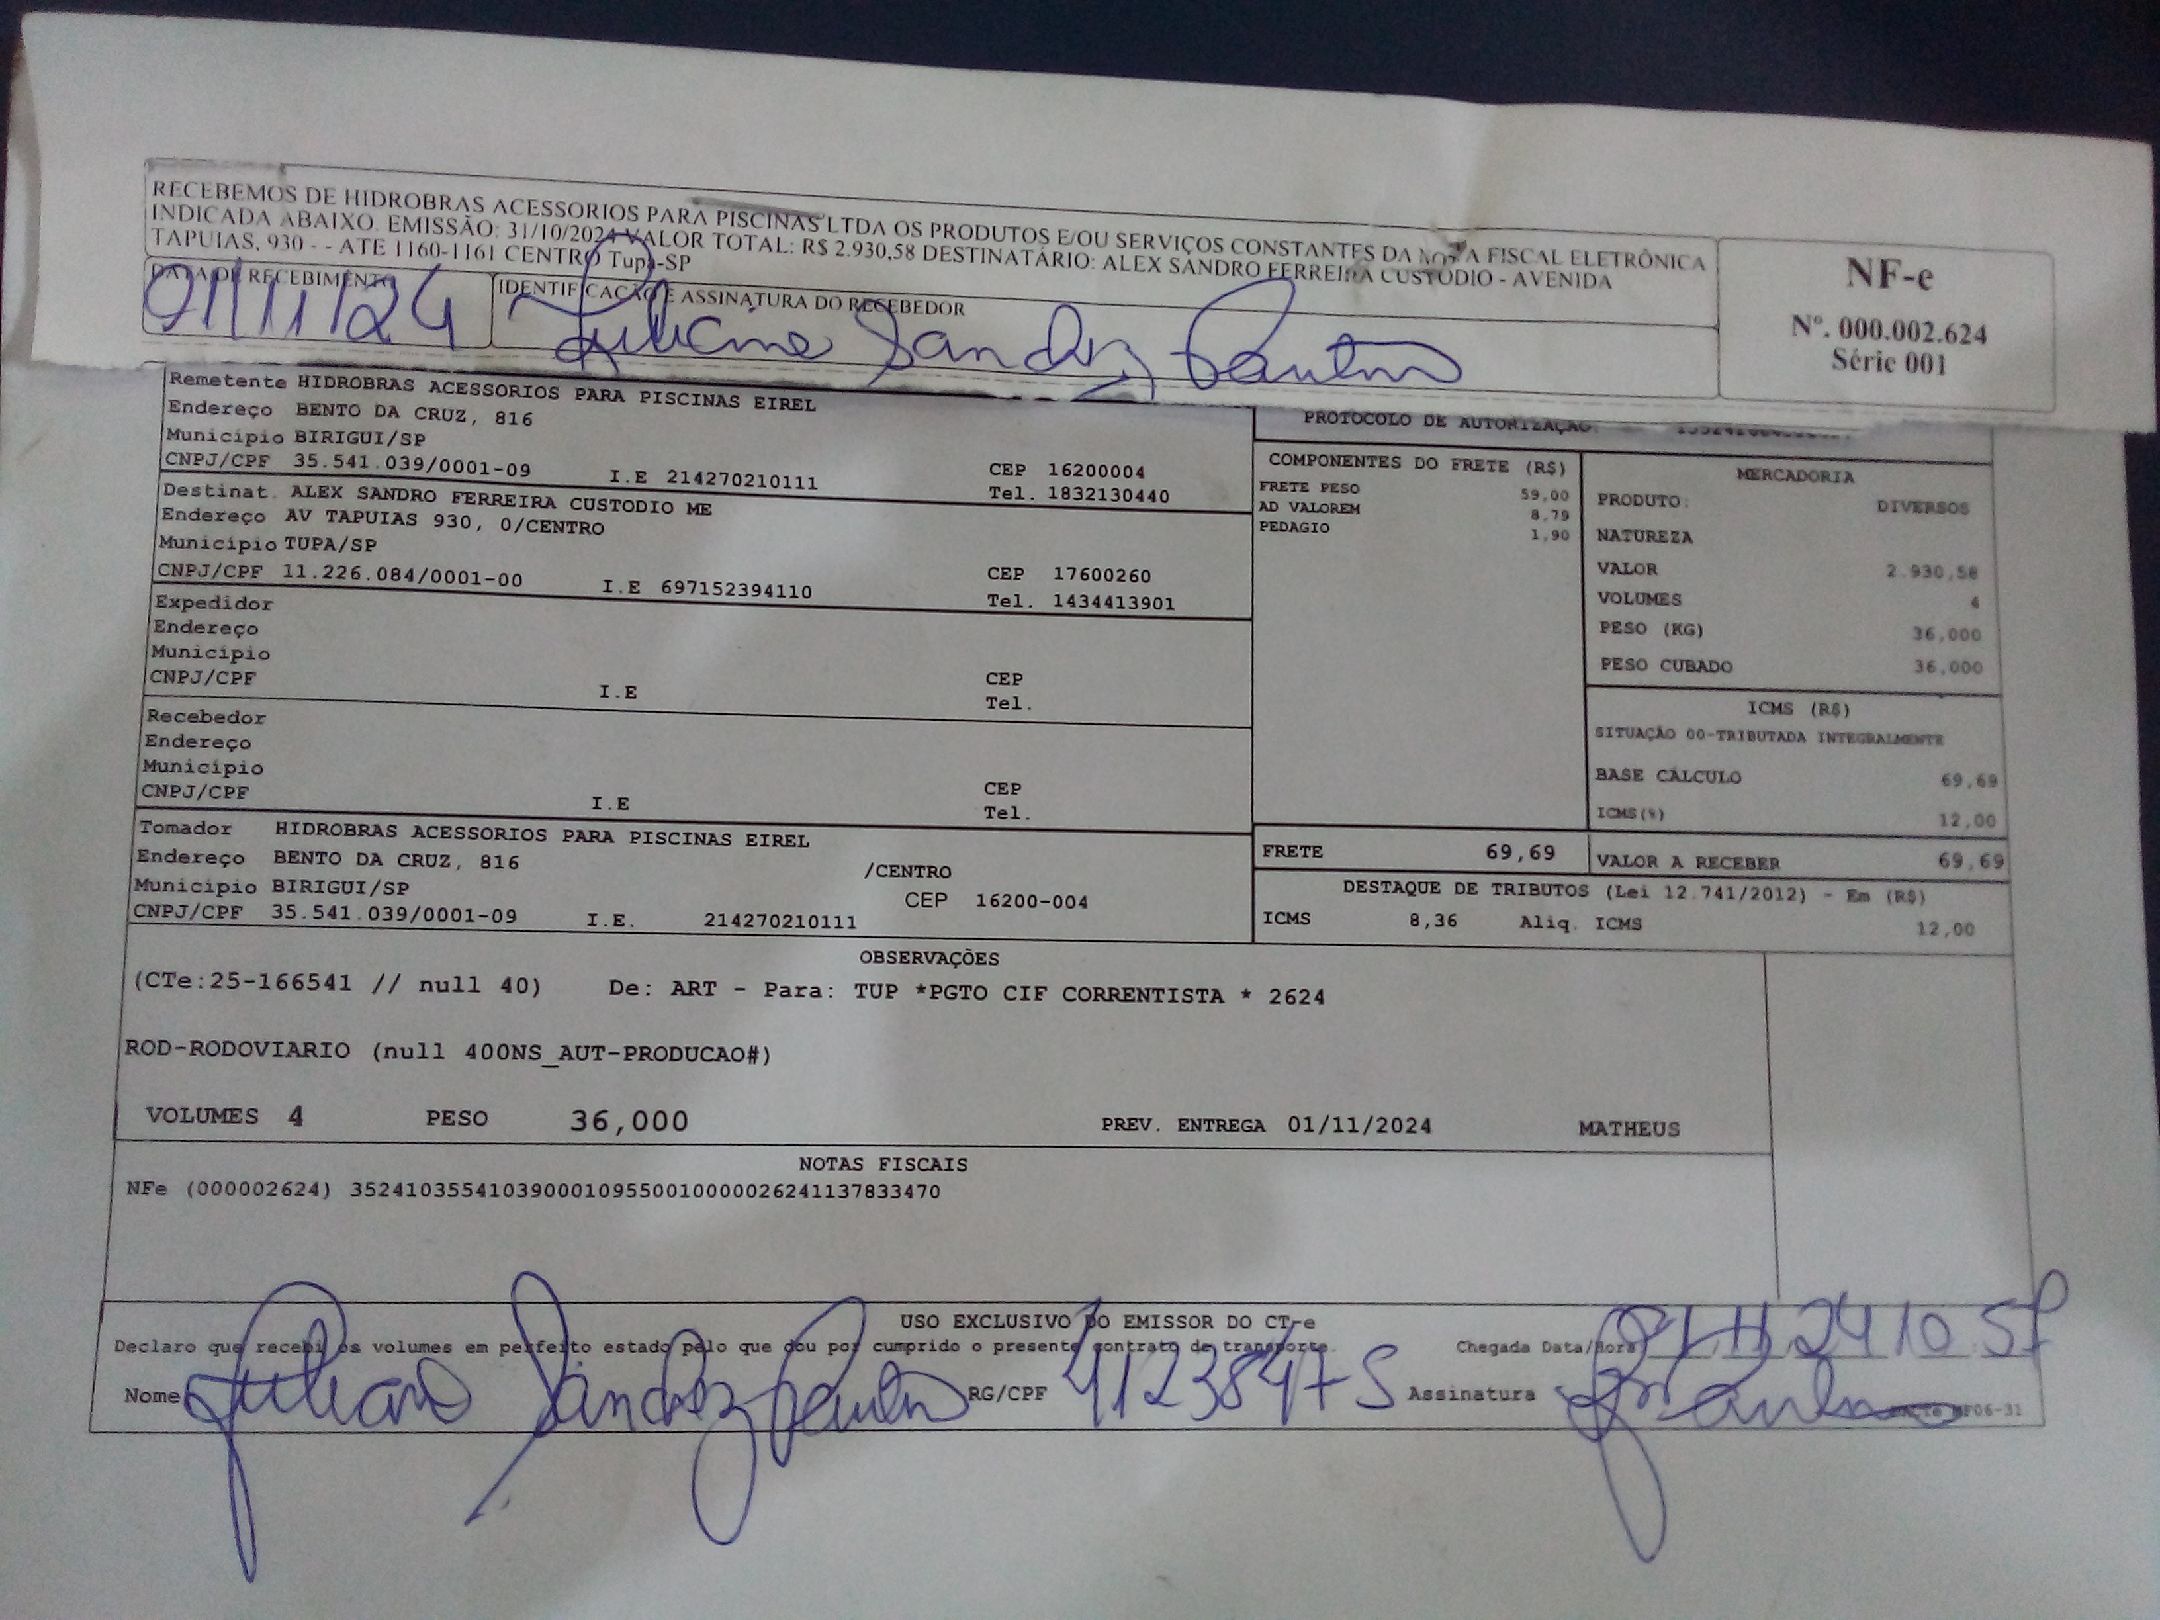 RECEBEMOS DE HIDROBRAS ACESSORIOS PARA PISCINAS LTDA OS PRODUTOS E/OU SERVIÇOS CONSTANTES DA NOTA FISCAL ELETRÔNICA
INDICADA ABAIXO. EMISSÃO: 31/10/2024 VALOR TOTAL: R$ 2.930,58 DESTINATÁRIO: ALEX SANDRO FERREIRA CUSTODIO - AVENIDA
TAPUIAS, 930 - - ATE 1160-1161 CENTRO Tupa-SP
NF-e
Nº. 000.002.624
Série 001
DATA DE RECEBIMENTO
IDENTIFICAÇÃO E ASSINATURA DO RECEBEDOR
01/11/24
Juliana Sandra
Remetente HIDROBRAS ACESSORIOS PARA PISCINAS EIREL
Endereço BENTO DA CRUZ, 816
Município BIRIGUI/SP
CNPJ/CPF 35.541.039/0001-09 I.E 214270210111 CEP 16200004
Tel. 1832130440
Destinat. ALEX SANDRO FERREIRA CUSTODIO ME
Endereço AV TAPUIAS 930, 0/CENTRO
Município TUPA/SP
CNPJ/CPF 11.226.084/0001-00 I.E 697152394110 CEP 17600260
Tel. 1434413901
Expedidor
Endereço
Município
CNPJ/CPF I.E CEP
Tel.
Recebedor
Endereço
Município
CNPJ/CPF I.E CEP
Tel.
Tomador HIDROBRAS ACESSORIOS PARA PISCINAS EIREL
Endereço BENTO DA CRUZ, 816 /CENTRO
Município BIRIGUI/SP CEP 16200-004
CNPJ/CPF 35.541.039/0001-09 I.E. 214270210111
PROTOCOLO DE AUTORIZAÇÃO:
COMPONENTES DO FRETE (R$)
FRETE PESO 59,00
AD VALOREM 8,79
PEDAGIO 1,90
MERCADORIA
PRODUTO: DIVERSOS
NATUREZA
VALOR 2.930,58
VOLUMES 4
PESO (KG) 36,000
PESO CUBADO 36,000
ICMS (R$)
SITUAÇÃO 00-TRIBUTADA INTEGRALMENTE
BASE CÁLCULO 69,69
ICMS(%) 12,00
FRETE 69,69 VALOR A RECEBER 69,69
DESTAQUE DE TRIBUTOS (Lei 12.741/2012) - Em (R$)
ICMS 8,36 Aliq. ICMS 12,00
OBSERVAÇÕES
(CTe:25-166541 // null 40) De: ART - Para: TUP *PGTO CIF CORRENTISTA * 2624
ROD-RODOVIARIO (null 400NS_AUT-PRODUCAO#)
VOLUMES 4 PESO 36,000 PREV. ENTREGA 01/11/2024 MATHEUS
NOTAS FISCAIS
NFe (000002624) 35241035541039000109550010000026241137833470
USO EXCLUSIVO DO EMISSOR DO CT-e
Declaro que recebi os volumes em perfeito estado pelo que dou por cumprido o presente contrato de transporte.
Chegada Data/Hora
Nome RG/CPF Assinatura